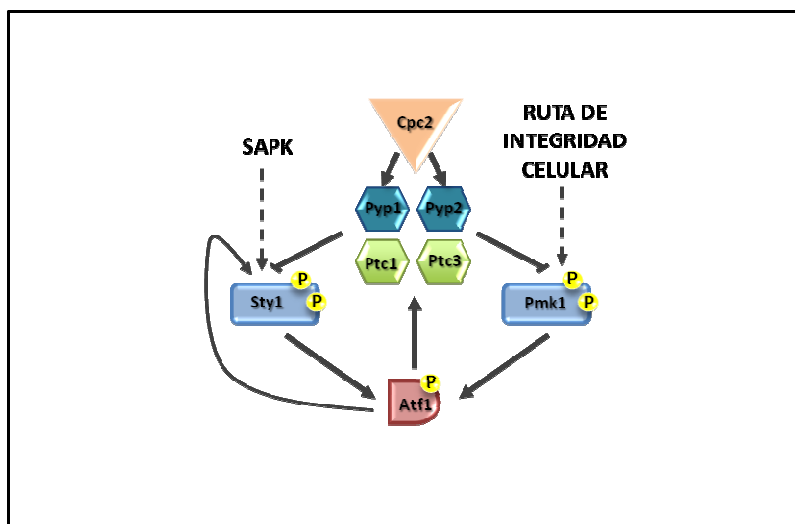 Cpc2
SAPK
RUTA DE
INTEGRIDAD
CELULAR
Pyp1
Pyp2
Ptc1
Ptc3
P
P
Sty1
P
P
Pmk1
P
Atf1